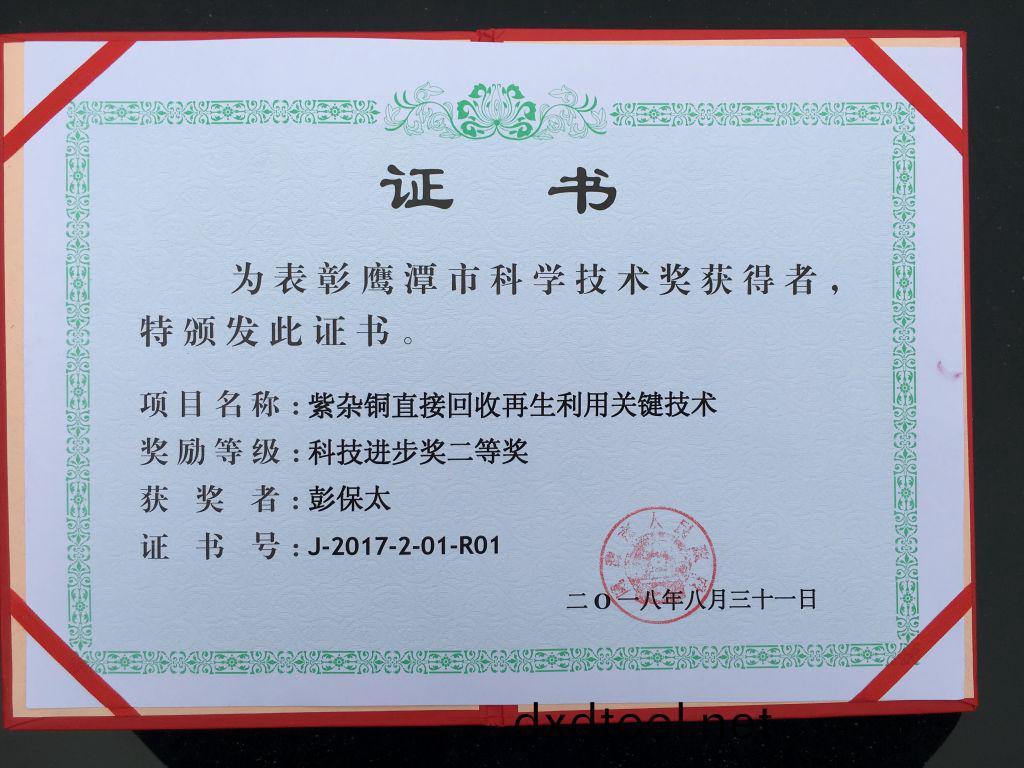 证书
为表彰鹰潭市科学技术奖获得者，
特颁发此证书。
项目名称：紫杂铜直接回收再生利用关键技术
奖励等级：科技进步奖二等奖
获奖者：彭保太
证书号：J-2017-2-01-R01
二〇一八年八月三十一日
dxdtool.net